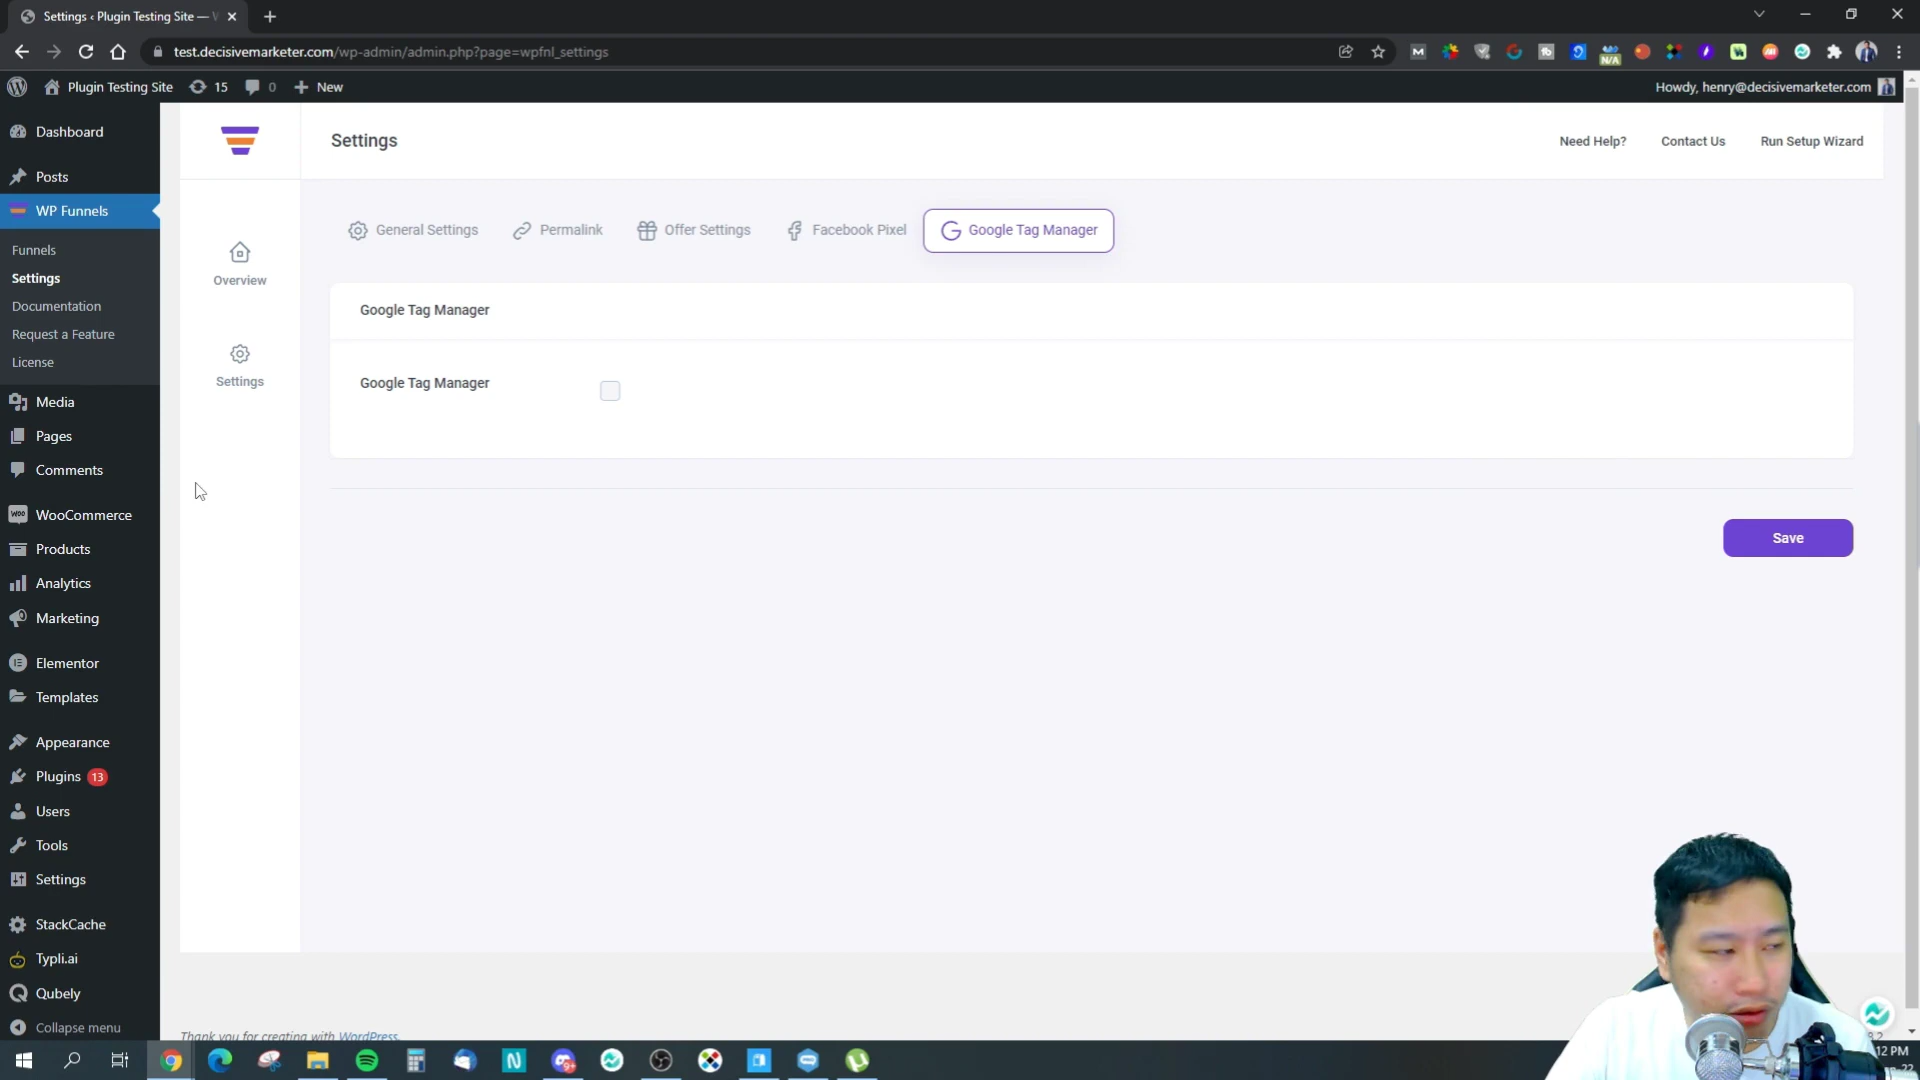 Settings ‹ Plugin Testing Site —
test.decisivemarketer.com/wp-admin/admin.php?page=wpfnl_settings
N/A
Plugin Testing Site
15
0
New
Howdy, henry@decisivemarketer.com
Dashboard
Posts
WP Funnels
Funnels
Settings
Documentation
Request a Feature
License
Media
Pages
Comments
WooCommerce
Products
Analytics
Marketing
Elementor
Templates
Appearance
Plugins 13
Users
Tools
Settings
StackCache
Typli.ai
Qubely
Collapse menu
Overview
Settings
Settings
Need Help?
Contact Us
Run Setup Wizard
General Settings
Permalink
Offer Settings
Facebook Pixel
Google Tag Manager
Google Tag Manager
Google Tag Manager
Save
Thank you for creating with WordPress.
12 PM